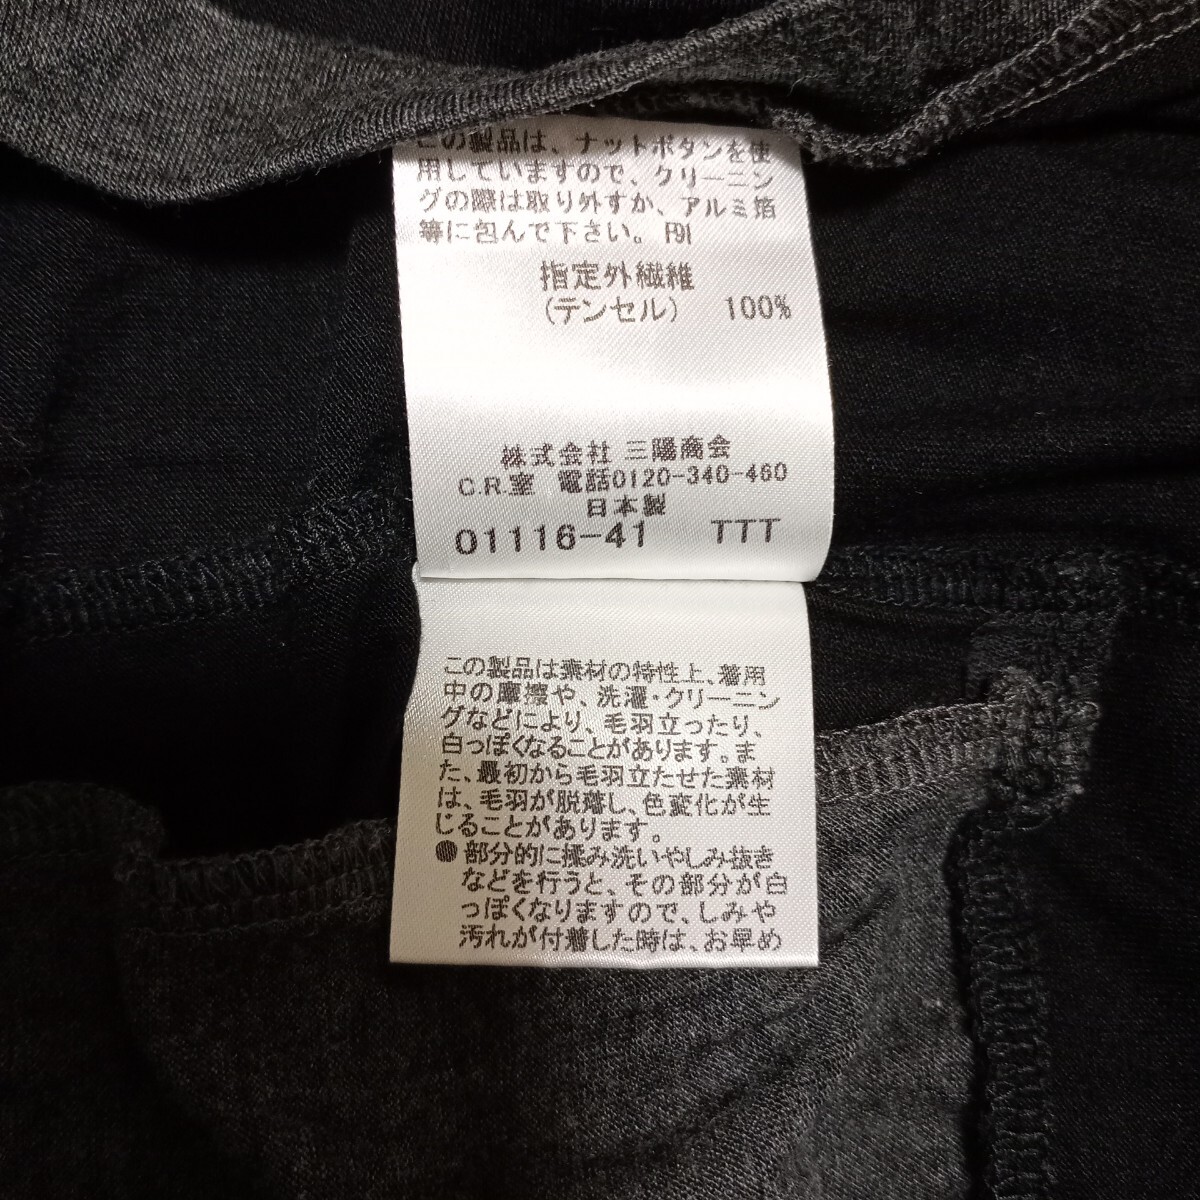 この製品は、ナットボタンを使
用していますので、クリーニン
グの際は取り外すか、アルミ箔
等に包んで下さい。
指定外繊維
(テンセル) 100%
株式会社 三陽商会
C.R.室 電話0120-340-460
日本製
01116-41 TTT
この製品は素材の特性上、着用
中の摩擦や、洗濯・クリーニン
グなどにより、毛羽立ったり、
白っぽくなることがあります。ま
た、最初から毛羽立たせた素材
は、毛羽が脱落し、色変化が生
じることがあります。
● 部分的に揉み洗いやしみ抜き
などを行うと、その部分が白
っぽくなりますので、しみや
汚れが付着した時は、お早め